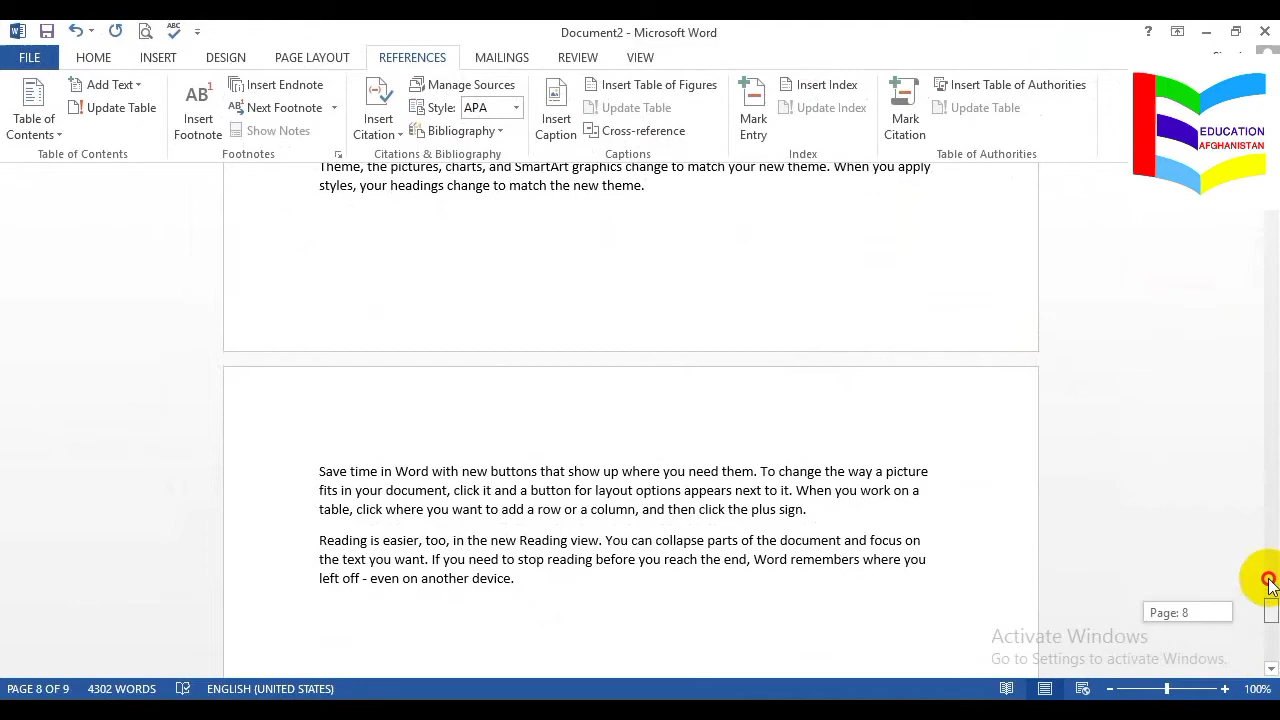 Document2 - Microsoft Word
FILE HOME INSERT DESIGN PAGE LAYOUT REFERENCES MAILINGS REVIEW VIEW
Table of Contents
Add Text
Update Table
Table of Contents
AB¹
Insert Footnote
Insert Endnote
Next Footnote
Show Notes
Footnotes
Insert Citation
Manage Sources
Style: APA
Bibliography
Citations & Bibliography
Insert Caption
Insert Table of Figures
Update Table
Cross-reference
Captions
Mark Entry
Insert Index
Update Index
Index
Mark Citation
Insert Table of Authorities
Update Table
Table of Authorities
EDUCATION
AFGHANISTAN
Theme, the pictures, charts, and SmartArt graphics change to match your new theme. When you apply
styles, your headings change to match the new theme.
Save time in Word with new buttons that show up where you need them. To change the way a picture
fits in your document, click it and a button for layout options appears next to it. When you work on a
table, click where you want to add a row or a column, and then click the plus sign.
Reading is easier, too, in the new Reading view. You can collapse parts of the document and focus on
the text you want. If you need to stop reading before you reach the end, Word remembers where you
left off - even on another device.
Page: 8
Activate Windows
Go to Settings to activate Windows.
PAGE 8 OF 9 4302 WORDS ENGLISH (UNITED STATES) 100%